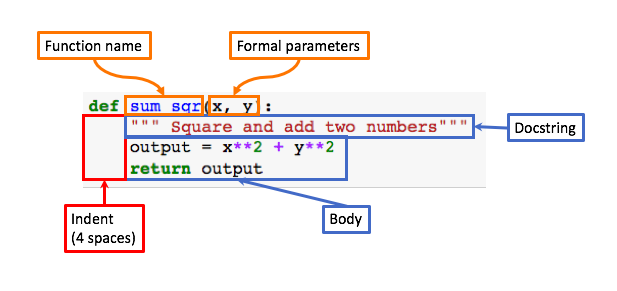 Function name
Formal parameters
def sum_sqr(x, y):
""" Square and add two numbers"""
Docstring
output = x**2 + y**2
return output
Indent
(4 spaces)
Body